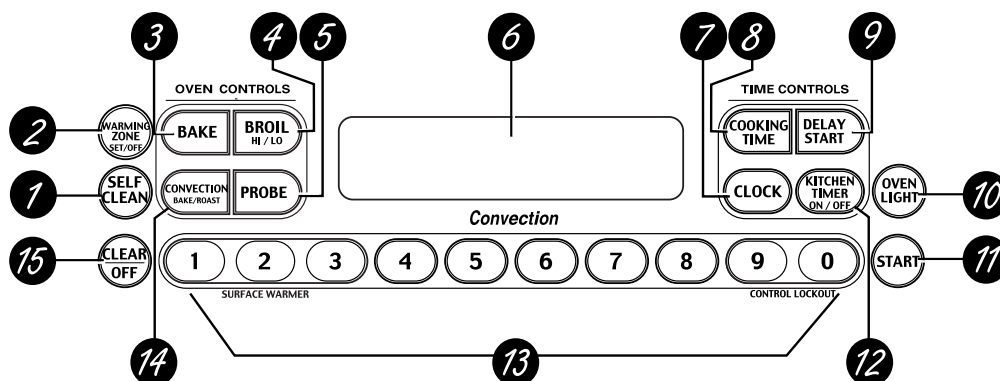 3
4
5
6
7
8
9
OVEN CONTROLS
TIME CONTROLS
2
WARMING
ZONE
SET/OFF
BAKE
BROIL
HI / LO
COOKING
TIME
DELAY
START
1
SELF
CLEAN
CONVECTION
BAKE/ROAST
PROBE
CLOCK
KITCHEN
TIMER
ON / OFF
OVEN
LIGHT
10
Convection
15
CLEAR
OFF
1 2 3 4 5 6 7 8 9 0
START
11
SURFACE WARMER
CONTROL LOCKOUT
14
13
12